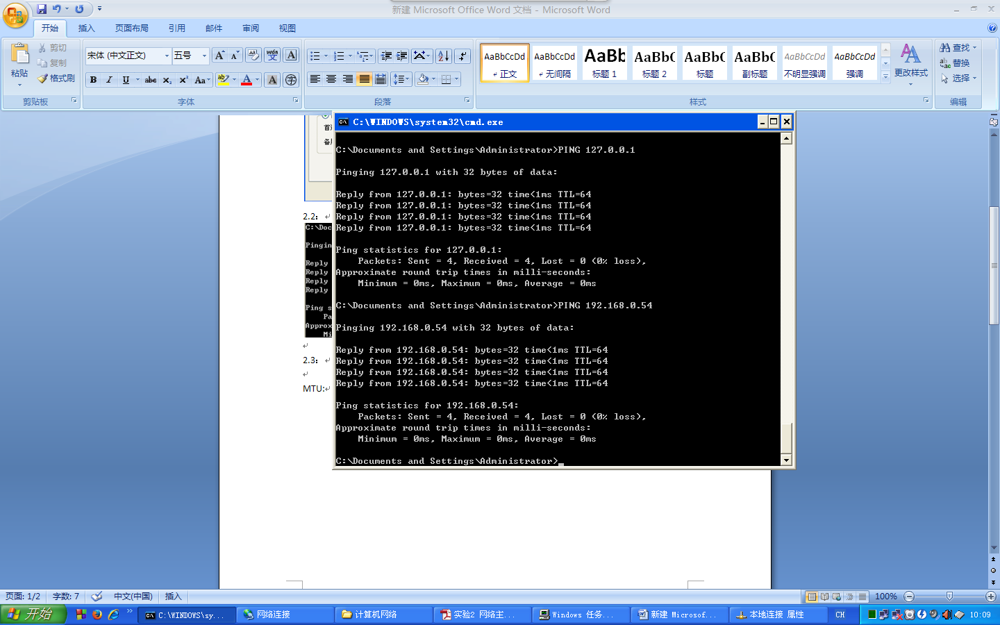 新建 Microsoft Office Word 文档 - Microsoft Word
开始 插入 页面布局 引用 邮件 审阅 视图
粘贴
剪切
复制
格式刷
剪贴板
宋体 (中文正文) 五号
字体
段落
AaBbCcDd AaBbCcDd AaBb AaBbC AaBbC AaBbC AaBbCcDd AaBbCcDd
正文 无间隔 标题 1 标题 2 标题 副标题 不明显强调 强调
更改样式
样式
查找
替换
选择
编辑
2.2:
C:\Doc
Pingin
Reply
Reply
Reply
Reply
Ping s
Pa
Approx
Mi
2.3:
MTU:
C:\WINDOWS\system32\cmd.exe
C:\Documents and Settings\Administrator>PING 127.0.0.1
Pinging 127.0.0.1 with 32 bytes of data:
Reply from 127.0.0.1: bytes=32 time<1ms TTL=64
Reply from 127.0.0.1: bytes=32 time<1ms TTL=64
Reply from 127.0.0.1: bytes=32 time<1ms TTL=64
Reply from 127.0.0.1: bytes=32 time<1ms TTL=64
Ping statistics for 127.0.0.1:
Packets: Sent = 4, Received = 4, Lost = 0 (0% loss),
Approximate round trip times in milli-seconds:
Minimum = 0ms, Maximum = 0ms, Average = 0ms
C:\Documents and Settings\Administrator>PING 192.168.0.54
Pinging 192.168.0.54 with 32 bytes of data:
Reply from 192.168.0.54: bytes=32 time<1ms TTL=64
Reply from 192.168.0.54: bytes=32 time<1ms TTL=64
Reply from 192.168.0.54: bytes=32 time<1ms TTL=64
Reply from 192.168.0.54: bytes=32 time<1ms TTL=64
Ping statistics for 192.168.0.54:
Packets: Sent = 4, Received = 4, Lost = 0 (0% loss),
Approximate round trip times in milli-seconds:
Minimum = 0ms, Maximum = 0ms, Average = 0ms
C:\Documents and Settings\Administrator>_
页面: 1/2 字数: 7 中文(中国) 插入 100%
开始 C:\WINDOWS\sy... 网络连接 计算机网络 实验2 网络主... Windows 任务... 新建 Microsof... 本地连接 属性 CH 10:09